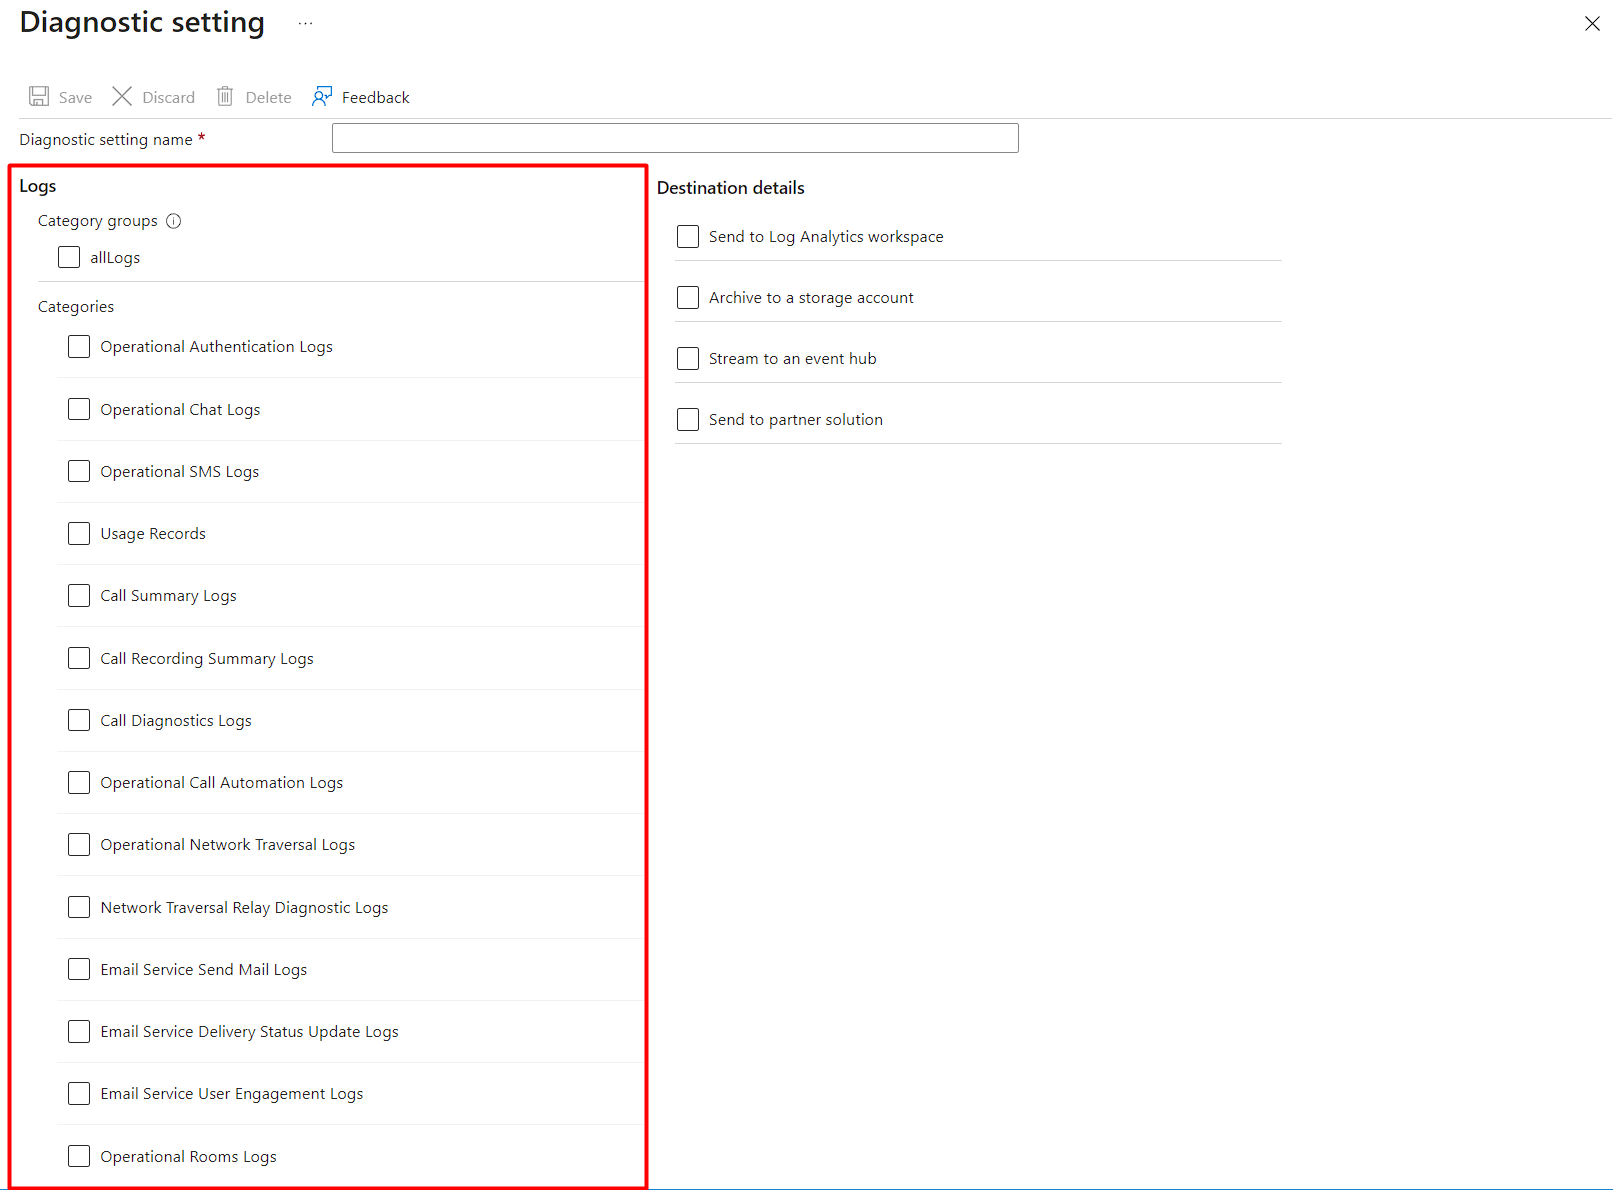 Diagnostic setting ...
Save Discard Delete Feedback
Diagnostic setting name *
Logs
Category groups
allLogs
Categories
Operational Authentication Logs
Operational Chat Logs
Operational SMS Logs
Usage Records
Call Summary Logs
Call Recording Summary Logs
Call Diagnostics Logs
Operational Call Automation Logs
Operational Network Traversal Logs
Network Traversal Relay Diagnostic Logs
Email Service Send Mail Logs
Email Service Delivery Status Update Logs
Email Service User Engagement Logs
Operational Rooms Logs
Destination details
Send to Log Analytics workspace
Archive to a storage account
Stream to an event hub
Send to partner solution